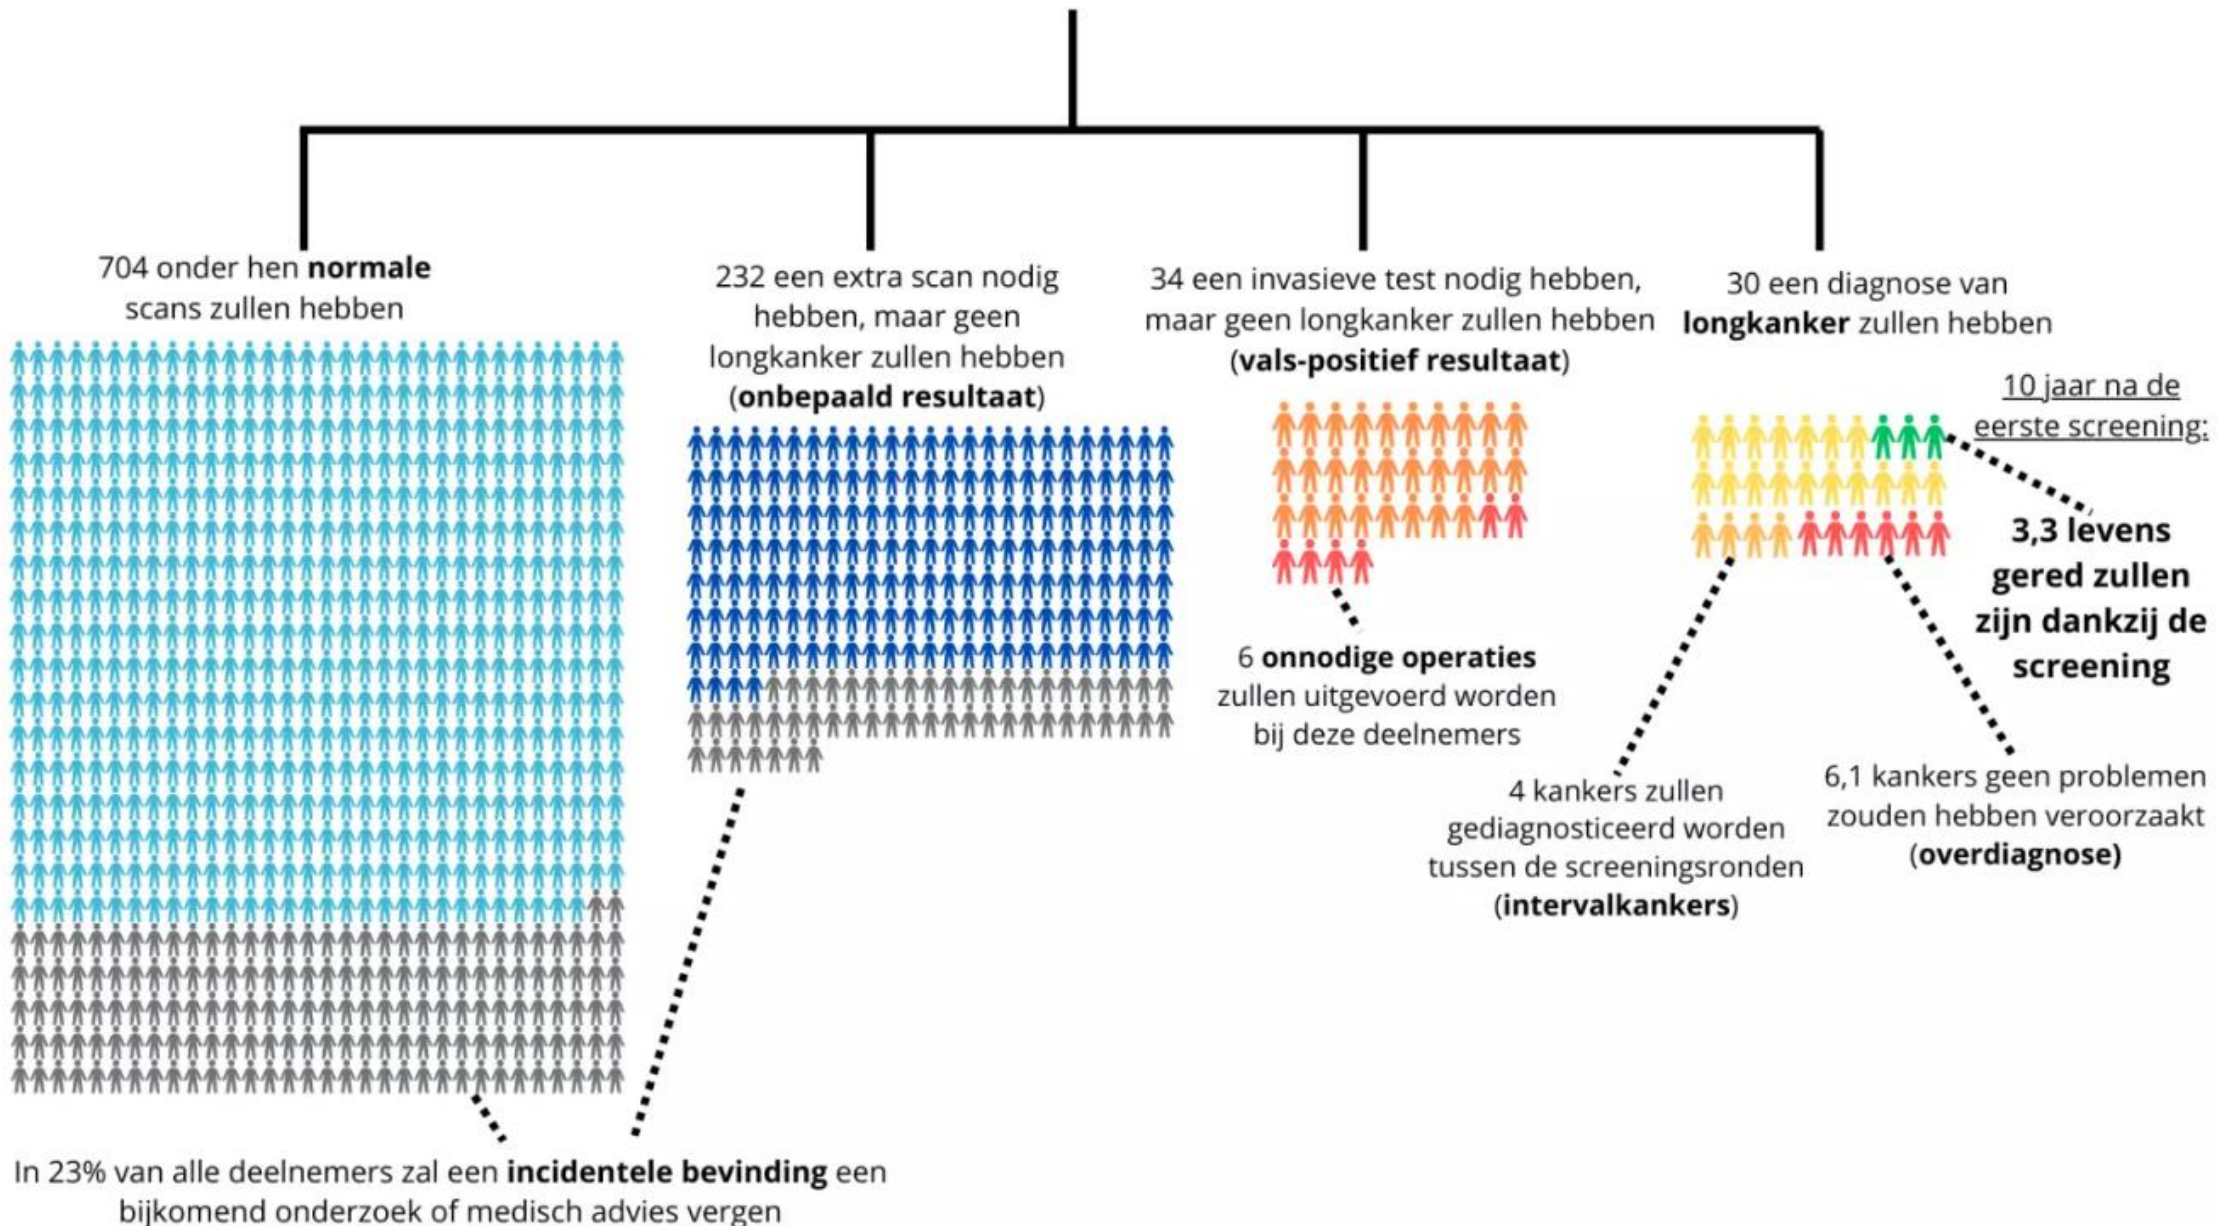 704 onder hen normale
scans zullen hebben
232 een extra scan nodig
hebben, maar geen
longkanker zullen hebben
(onbepaald resultaat)
34 een invasieve test nodig hebben,
maar geen longkanker zullen hebben
(vals-positief resultaat)
30 een diagnose van
longkanker zullen hebben
10 jaar na de
eerste screening:
3,3 levens
gered zullen
zijn dankzij de
screening
6 onnodige operaties
zullen uitgevoerd worden
bij deze deelnemers
4 kankers zullen
gediagnosticeerd worden
tussen de screeningsronden
(intervalkankers)
6,1 kankers geen problemen
zouden hebben veroorzaakt
(overdiagnose)
In 23% van alle deelnemers zal een incidentele bevinding een
bijkomend onderzoek of medisch advies vergen